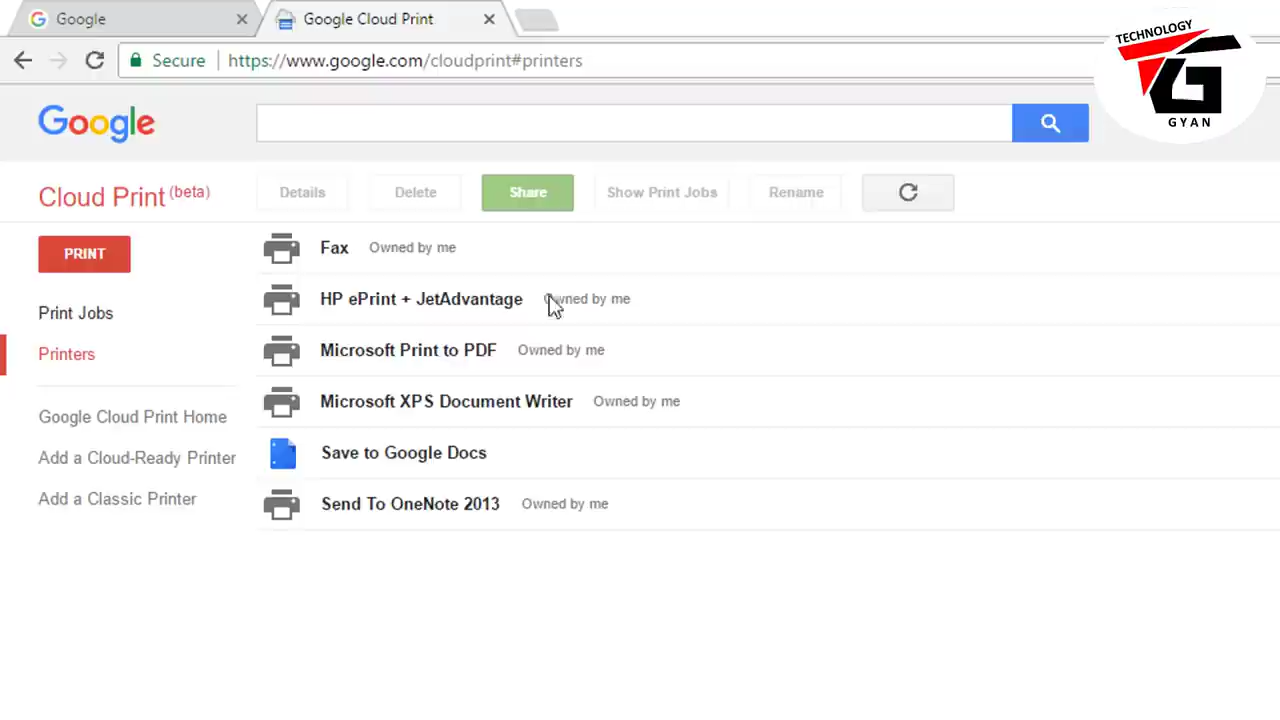 Google
Google Cloud Print
TECHNOLOGY
Secure
https://www.google.com/cloudprint#printers
TG
GYAN
Google
Cloud Print (beta)
Details
Delete
Share
Show Print Jobs
Rename
PRINT
Print Jobs
Printers
Google Cloud Print Home
Add a Cloud-Ready Printer
Add a Classic Printer
Fax Owned by me
HP ePrint + JetAdvantage Owned by me
Microsoft Print to PDF Owned by me
Microsoft XPS Document Writer Owned by me
Save to Google Docs
Send To OneNote 2013 Owned by me